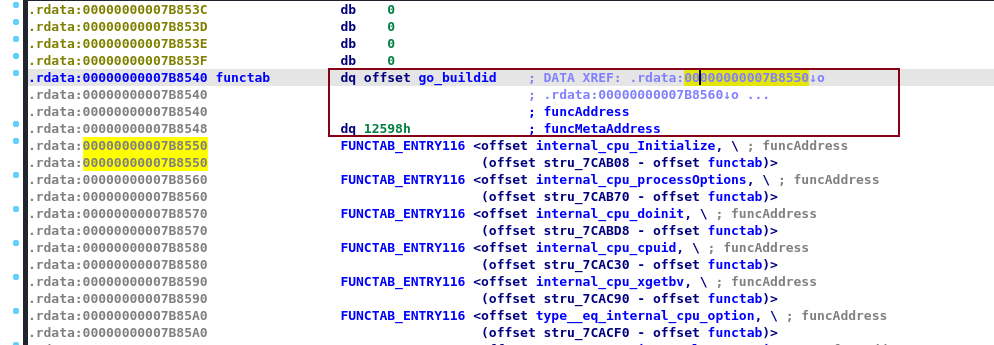 .rdata:00000000007B853C db 0
.rdata:00000000007B853D db 0
.rdata:00000000007B853E db 0
.rdata:00000000007B853F db 0
.rdata:00000000007B8540 functab dq offset go_buildid ; DATA XREF: .rdata:00000000007B8550↓o
.rdata:00000000007B8540 ; .rdata:00000000007B8560↓o ...
.rdata:00000000007B8540 ; funcAddress
.rdata:00000000007B8548 dq 12598h ; funcMetaAddress
.rdata:00000000007B8550 FUNCTAB_ENTRY116 <offset internal_cpu_Initialize, \ ; funcAddress
.rdata:00000000007B8550 (offset stru_7CAB08 - offset functab)>
.rdata:00000000007B8560 FUNCTAB_ENTRY116 <offset internal_cpu_processOptions, \ ; funcAddress
.rdata:00000000007B8560 (offset stru_7CAB70 - offset functab)>
.rdata:00000000007B8570 FUNCTAB_ENTRY116 <offset internal_cpu_doinit, \ ; funcAddress
.rdata:00000000007B8570 (offset stru_7CABD8 - offset functab)>
.rdata:00000000007B8580 FUNCTAB_ENTRY116 <offset internal_cpu_cpuid, \ ; funcAddress
.rdata:00000000007B8580 (offset stru_7CAC30 - offset functab)>
.rdata:00000000007B8590 FUNCTAB_ENTRY116 <offset internal_cpu_xgetbv, \ ; funcAddress
.rdata:00000000007B8590 (offset stru_7CAC90 - offset functab)>
.rdata:00000000007B85A0 FUNCTAB_ENTRY116 <offset type__eq_internal_cpu_option, \ ; funcAddress
.rdata:00000000007B85A0 (offset stru_7CACF0 - offset functab)>